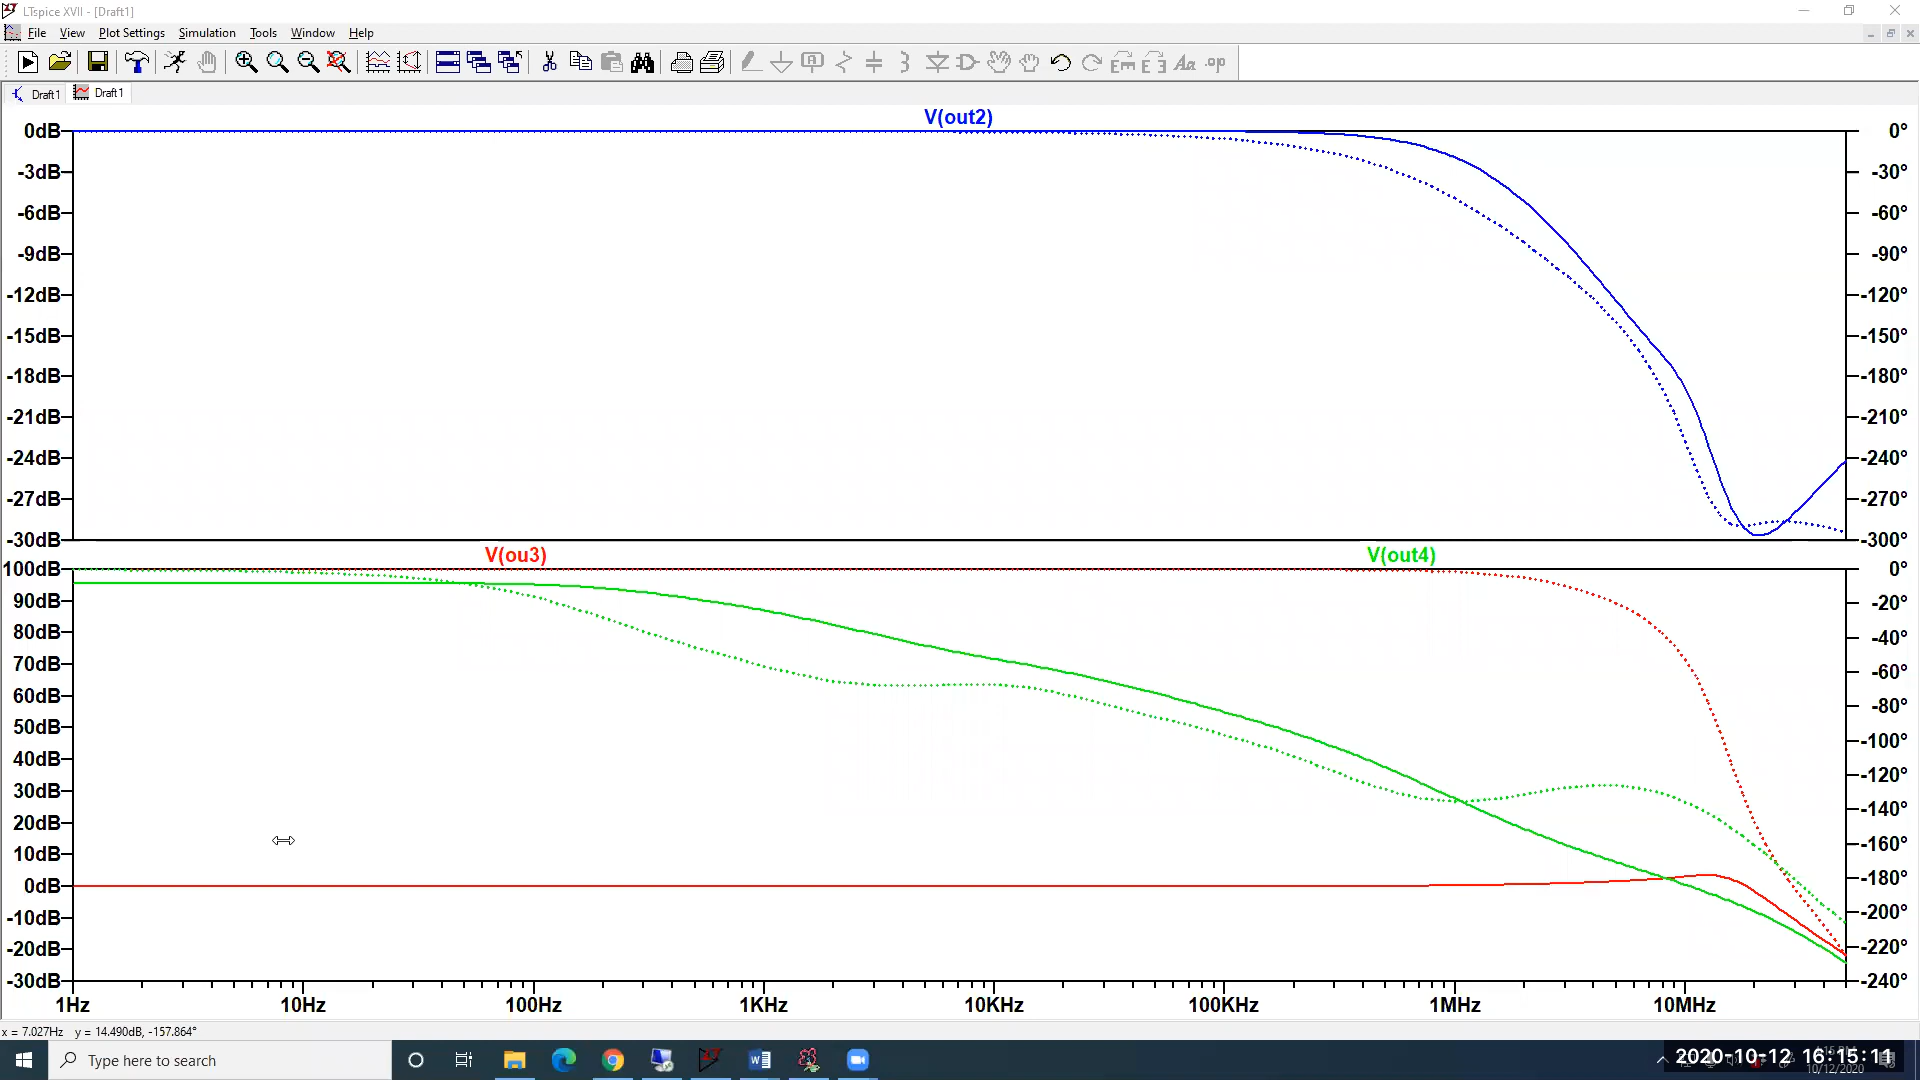 LTspice XVII - [Draft1]
File View Plot Settings Simulation Tools Window Help
Draft1 Draft1
V(out2)
0dB 0°
-3dB -30°
-6dB -60°
-9dB -90°
-12dB -120°
-15dB -150°
-18dB -180°
-21dB -210°
-24dB -240°
-27dB -270°
-30dB -300°
V(ou3) V(out4)
100dB 0°
90dB -20°
80dB -40°
70dB -60°
60dB -80°
50dB -100°
40dB -120°
30dB -140°
20dB -160°
10dB
0dB -180°
-10dB -200°
-20dB -220°
-30dB -240°
1Hz 10Hz 100Hz 1KHz 10KHz 100KHz 1MHz 10MHz
x = 7.027Hz y = 14.490dB, -157.864°
Type here to search
2020-10-12 16:15:11
10/12/2020